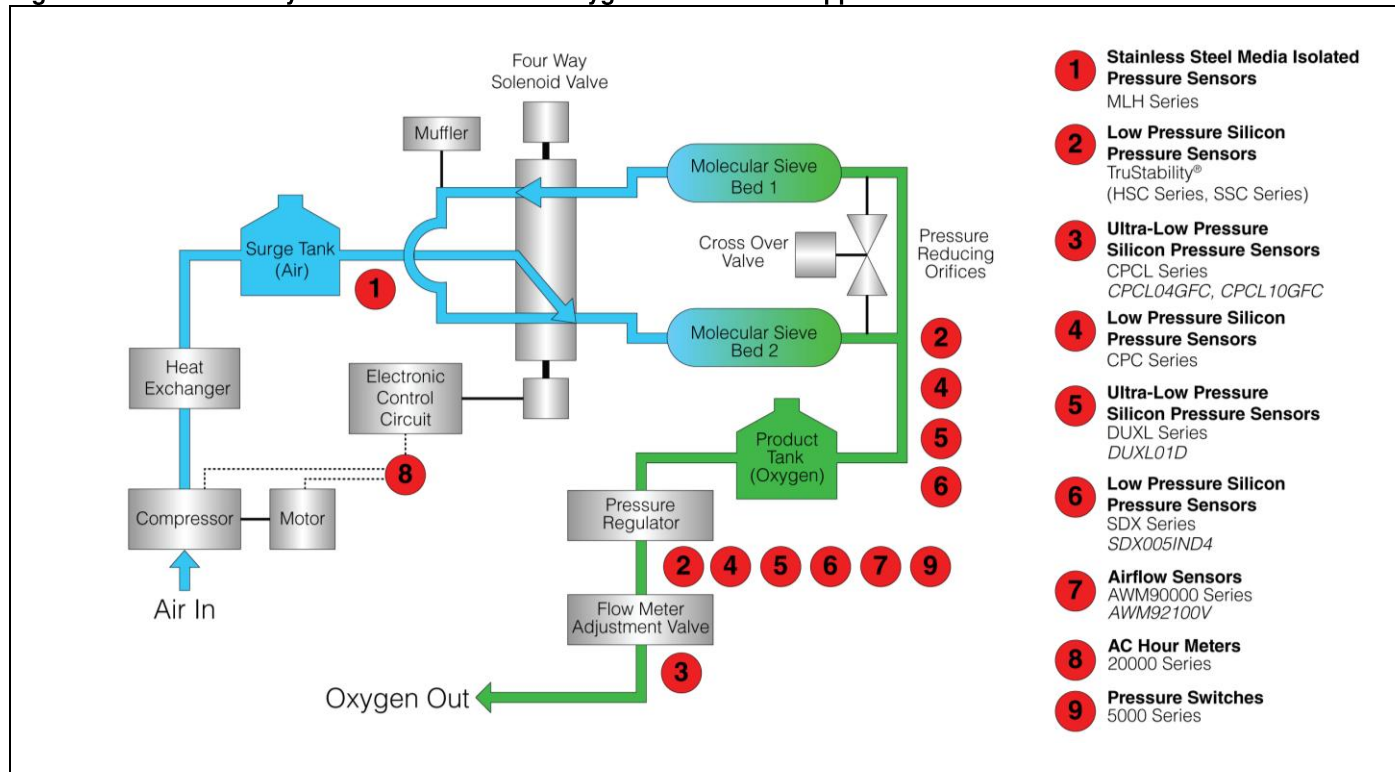 Four Way
Solenoid Valve
Muffler
Molecular Sieve
Bed 1
Surge Tank
(Air)
1
Cross Over
Valve
Pressure
Reducing
Orifices
Molecular Sieve
Bed 2
2
4
5
6
Heat
Exchanger
Electronic
Control
Circuit
8
Product
Tank
(Oxygen)
Compressor
Motor
Pressure
Regulator
2 4 5 6 7 9
Air In
Flow Meter
Adjustment Valve
3
Oxygen Out
1
Stainless Steel Media Isolated
Pressure Sensors
MLH Series
2
Low Pressure Silicon
Pressure Sensors
TruStability®
(HSC Series, SSC Series)
3
Ultra-Low Pressure
Silicon Pressure Sensors
CPCL Series
CPCL04GFC, CPCL10GFC
4
Low Pressure Silicon
Pressure Sensors
CPC Series
5
Ultra-Low Pressure
Silicon Pressure Sensors
DUXL Series
DUXL01D
6
Low Pressure Silicon
Pressure Sensors
SDX Series
SDX005IND4
7
Airflow Sensors
AWM90000 Series
AWM92100V
8
AC Hour Meters
20000 Series
9
Pressure Switches
5000 Series